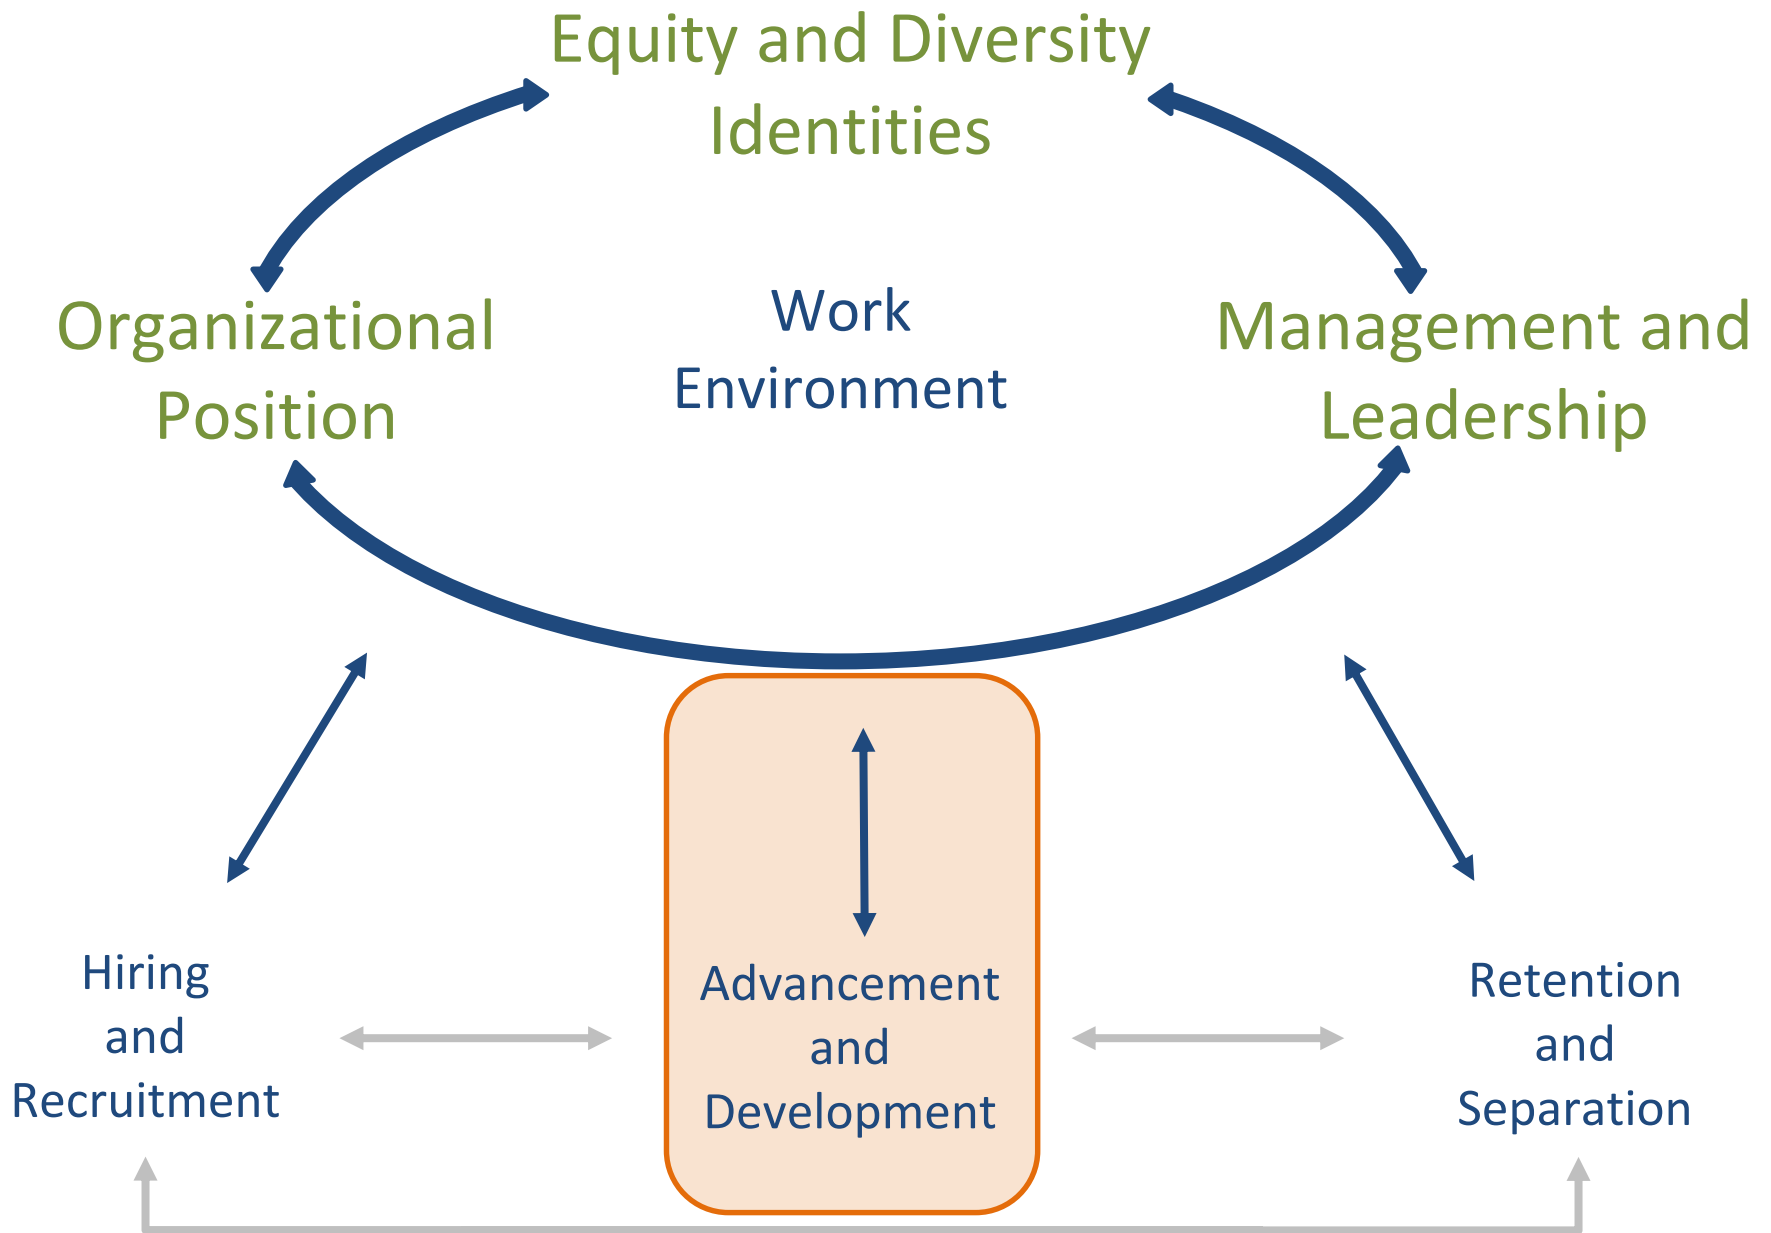 Equity and Diversity
Identities
Organizational
Position
Work
Environment
Management and
Leadership
Hiring
and
Recruitment
Advancement
and
Development
Retention
and
Separation